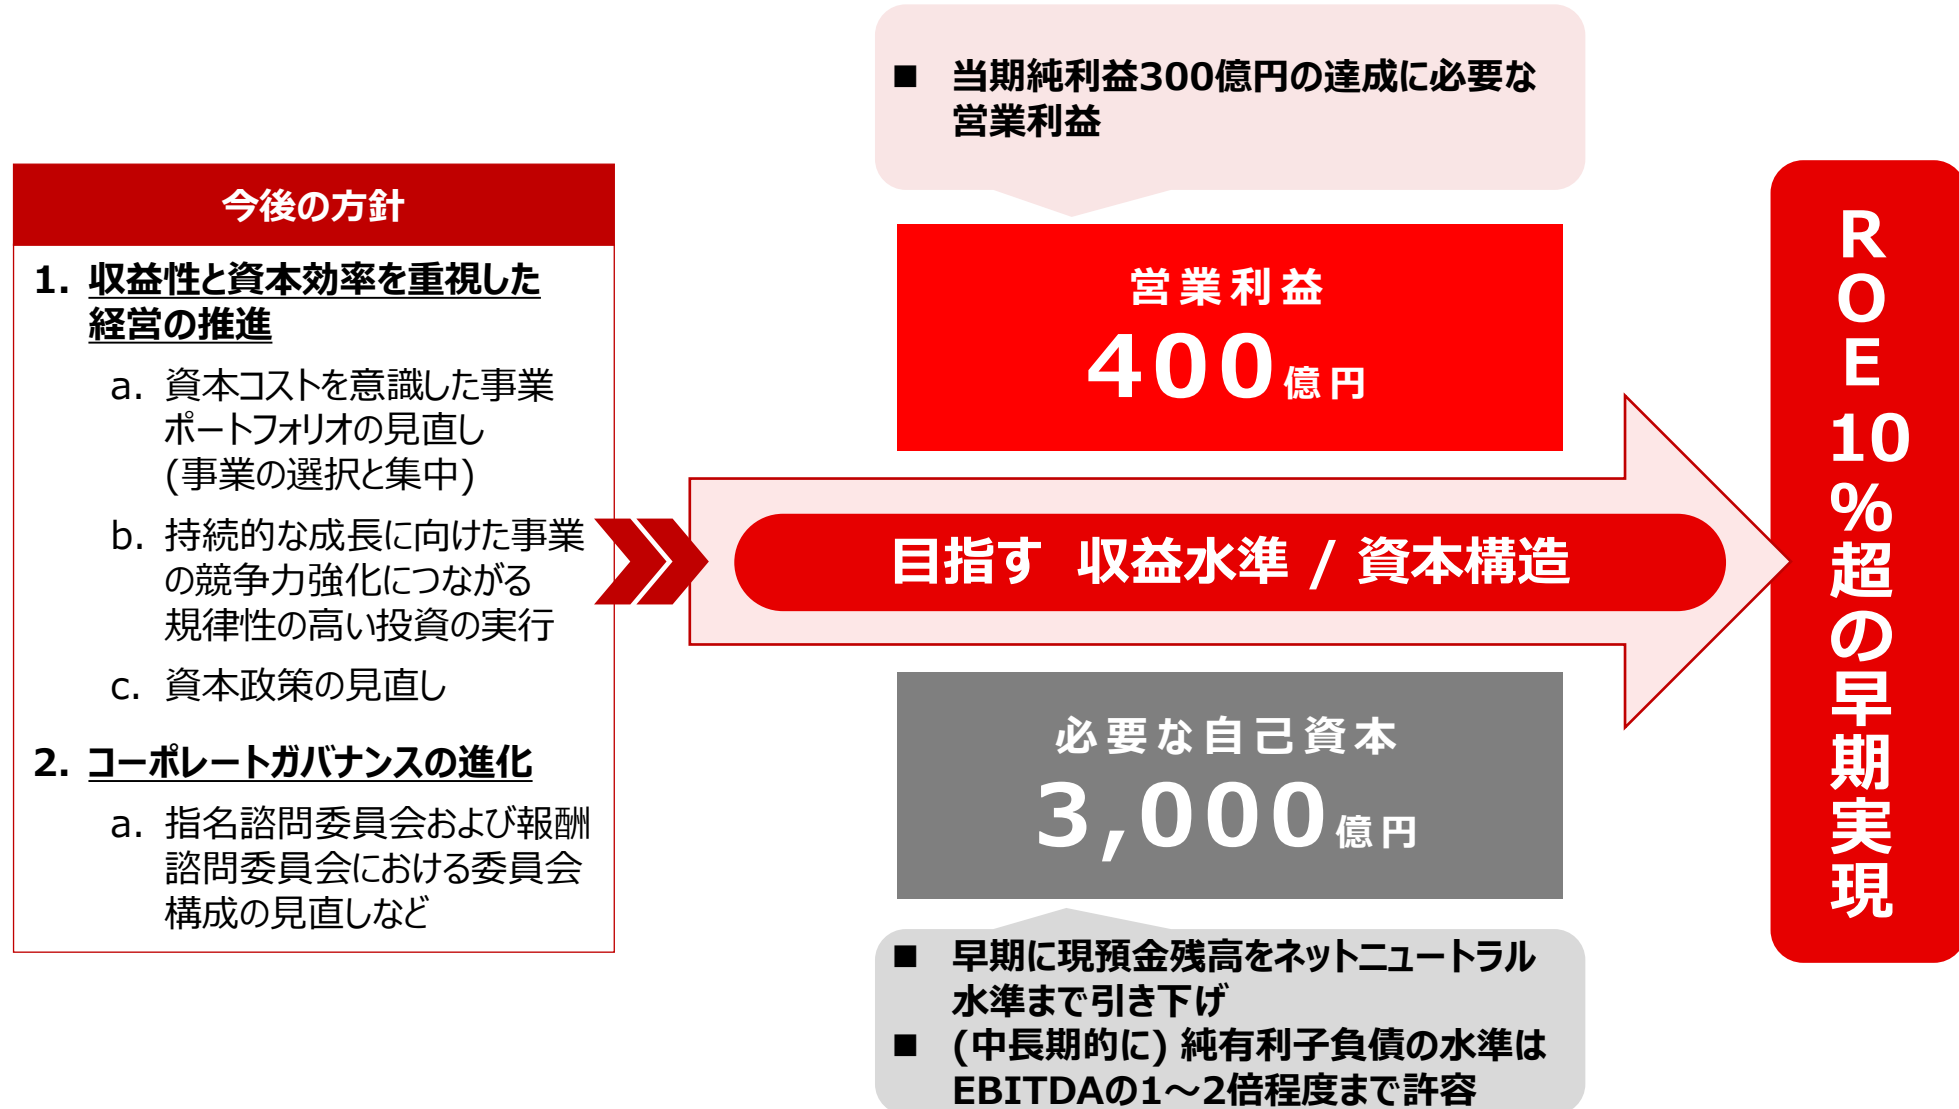 今後の方針
1. 収益性と資本効率を重視した
経営の推進
a. 資本コストを意識した事業
ポートフォリオの見直し
(事業の選択と集中)
b. 持続的な成長に向けた事業
の競争力強化につながる
規律性の高い投資の実行
c. 資本政策の見直し
2. コーポレートガバナンスの進化
a. 指名諮問委員会および報酬
諮問委員会における委員会
構成の見直しなど
■ 当期純利益300億円の達成に必要な
営業利益
営業利益
400億円
目指す 収益水準 / 資本構造
必要な自己資本
3,000億円
■ 早期に現預金残高をネットニュートラル
水準まで引き下げ
■ (中長期的に) 純有利子負債の水準は
EBITDAの1～2倍程度まで許容
ROE10%超の早期実現